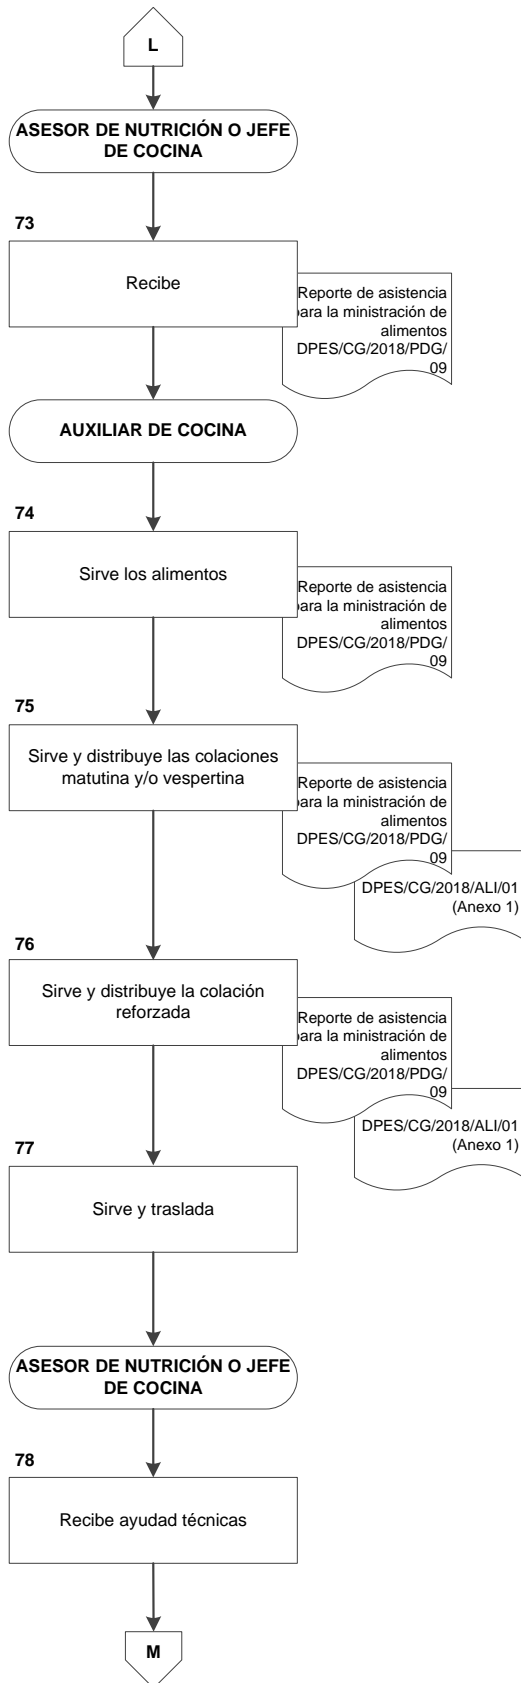 L
ASESOR DE NUTRICIÓN O JEFE
DE COCINA
73
Recibe
Reporte de asistencia
para la ministración de
alimentos
DPES/CG/2018/PDG/
09
AUXILIAR DE COCINA
74
Sirve los alimentos
Reporte de asistencia
para la ministración de
alimentos
DPES/CG/2018/PDG/
09
75
Sirve y distribuye las colaciones
matutina y/o vespertina
Reporte de asistencia
para la ministración de
alimentos
DPES/CG/2018/PDG/
09
DPES/CG/2018/ALI/01
(Anexo 1)
76
Sirve y distribuye la colación
reforzada
Reporte de asistencia
para la ministración de
alimentos
DPES/CG/2018/PDG/
09
DPES/CG/2018/ALI/01
(Anexo 1)
77
Sirve y traslada
ASESOR DE NUTRICIÓN O JEFE
DE COCINA
78
Recibe ayudad técnicas
M